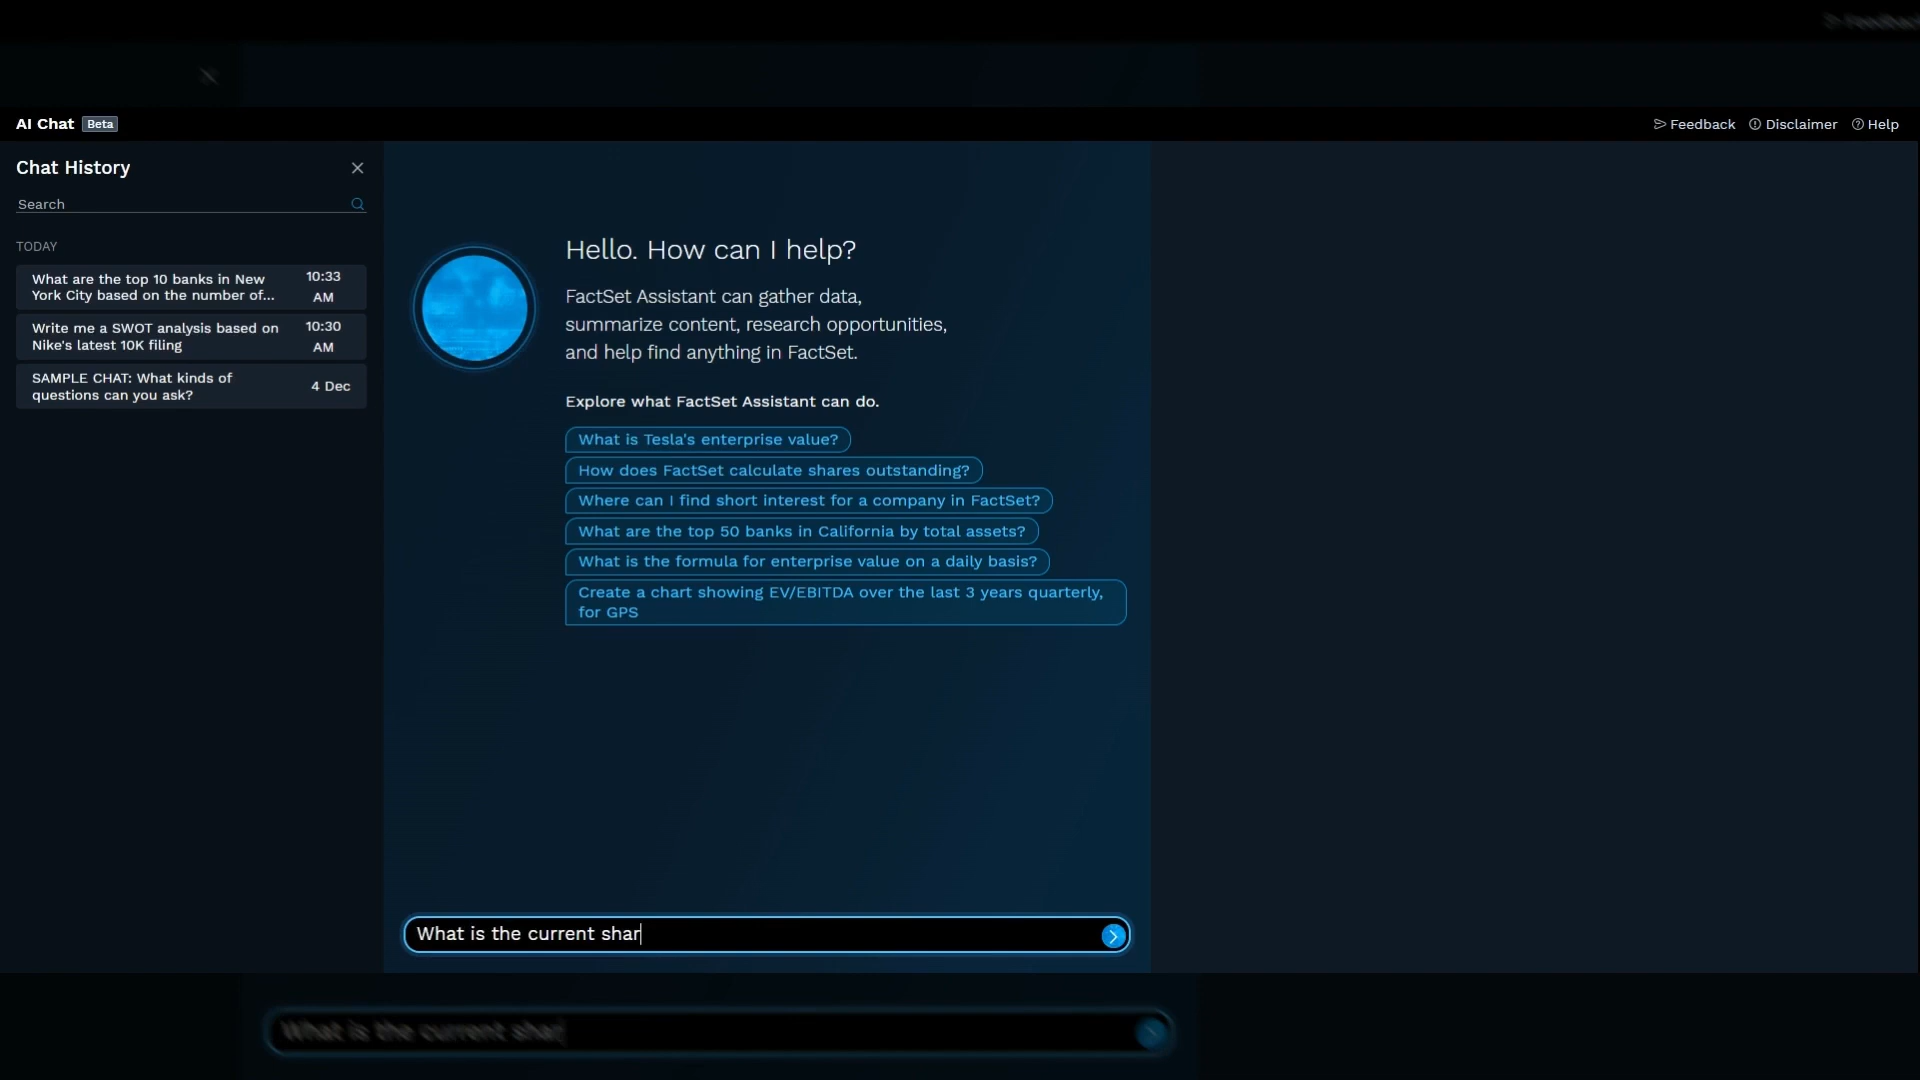 AI Chat Beta
Feedback Disclaimer Help
Chat History
Search
TODAY
What are the top 10 banks in New York City based on the number of...
10:33 AM
Write me a SWOT analysis based on Nike's latest 10K filing
10:30 AM
SAMPLE CHAT: What kinds of questions can you ask?
4 Dec
Hello. How can I help?
FactSet Assistant can gather data,
summarize content, research opportunities,
and help find anything in FactSet.
Explore what FactSet Assistant can do.
What is Tesla's enterprise value?
How does FactSet calculate shares outstanding?
Where can I find short interest for a company in FactSet?
What are the top 50 banks in California by total assets?
What is the formula for enterprise value on a daily basis?
Create a chart showing EV/EBITDA over the last 3 years quarterly,
for GPS
What is the current shar
What is the current shar
Feedback